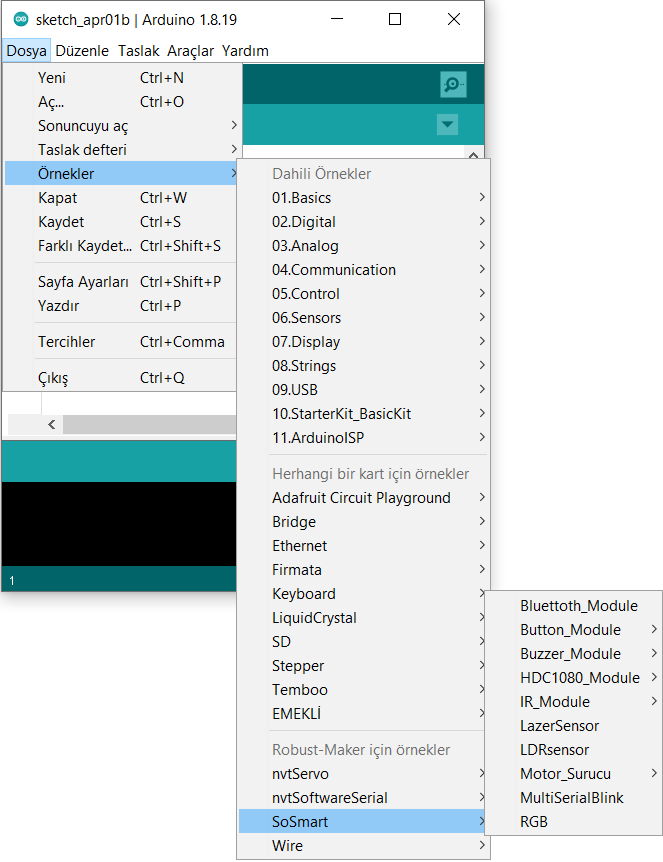 sketch_apr01b | Arduino 1.8.19
Dosya Düzenle Taslak Araçlar Yardım
Yeni Ctrl+N
Aç... Ctrl+O
Sonuncuyu aç
Taslak defteri
Örnekler
Kapat Ctrl+W
Kaydet Ctrl+S
Farklı Kaydet... Ctrl+Shift+S
Sayfa Ayarları Ctrl+Shift+P
Yazdır Ctrl+P
Tercihler Ctrl+Comma
Çıkış Ctrl+Q
1
Dahili Örnekler
01.Basics
02.Digital
03.Analog
04.Communication
05.Control
06.Sensors
07.Display
08.Strings
09.USB
10.StarterKit_BasicKit
11.ArduinoISP
Herhangi bir kart için örnekler
Adafruit Circuit Playground
Bridge
Ethernet
Firmata
Keyboard
LiquidCrystal
SD
Stepper
Temboo
EMEKLİ
Robust-Maker için örnekler
nvtServo
nvtSoftwareSerial
SoSmart
Wire
Bluettoth_Module
Button_Module
Buzzer_Module
HDC1080_Module
IR_Module
LazerSensor
LDRsensor
Motor_Surucu
MultiSerialBlink
RGB